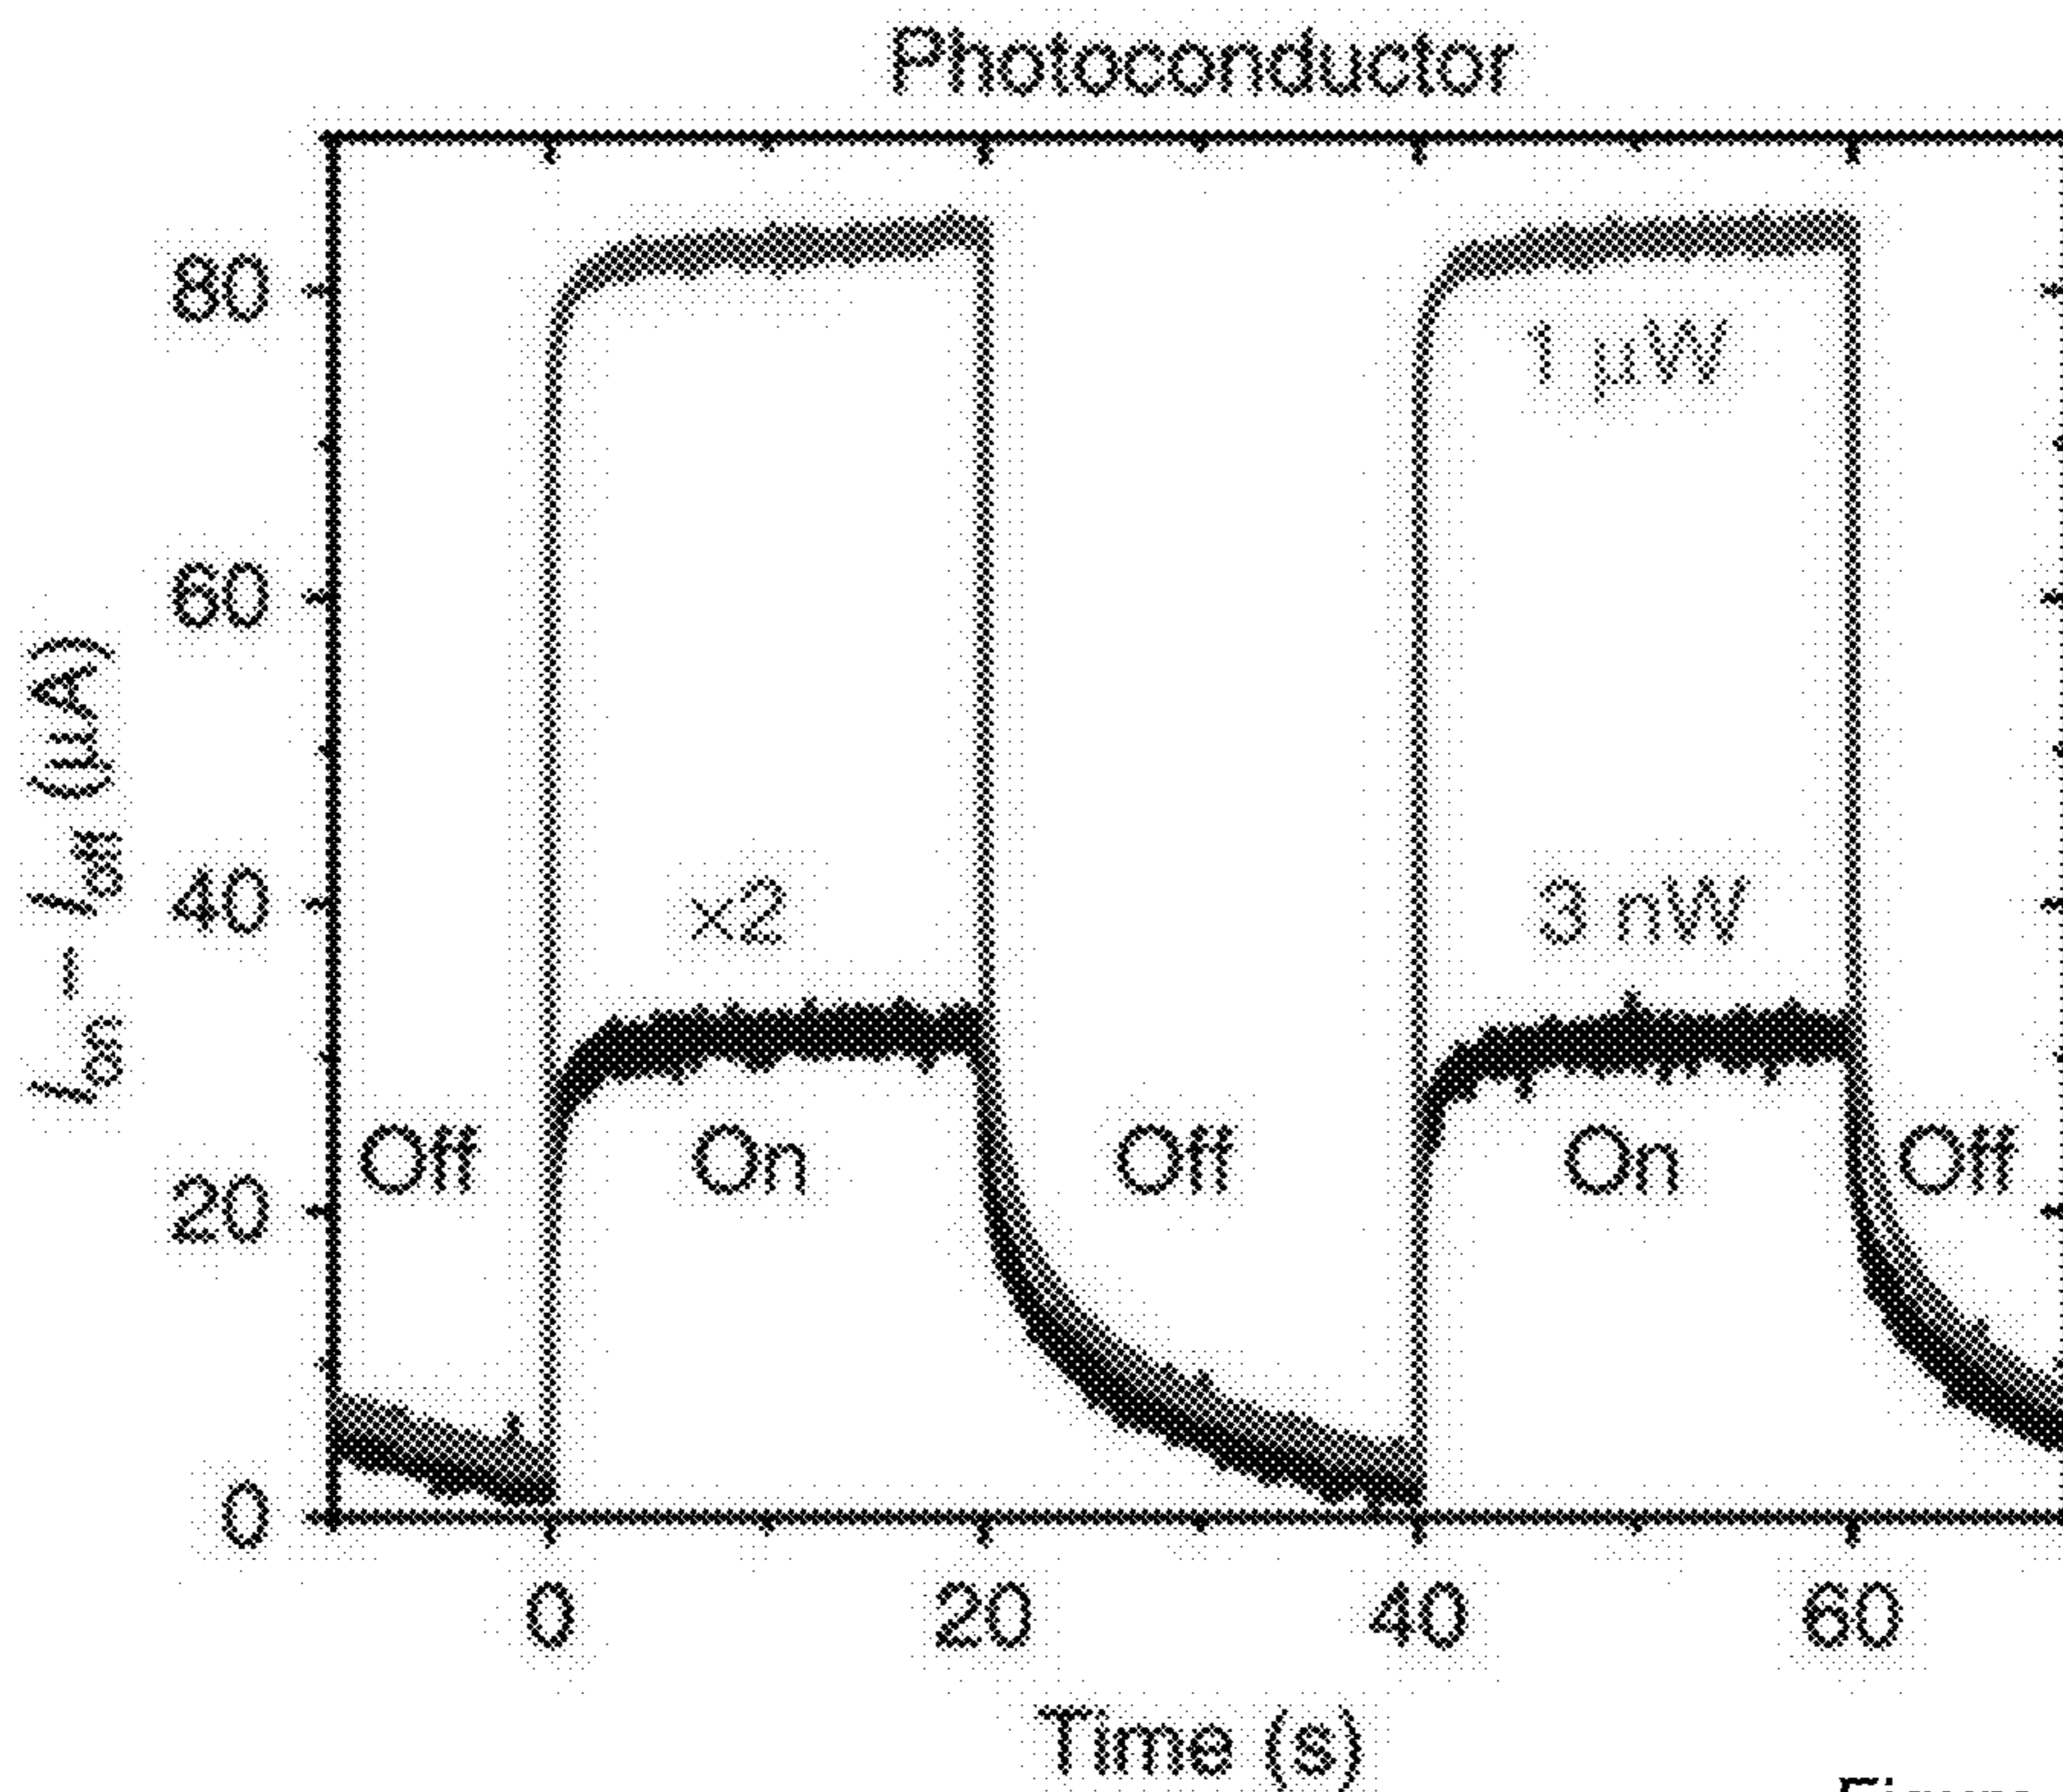 Photoconductor
80
60
40
20
0
I_on – I_off (µA)
1 µW
×2
3 nW
Off
On
Off
On
Off
0
20
40
60
Time (s)